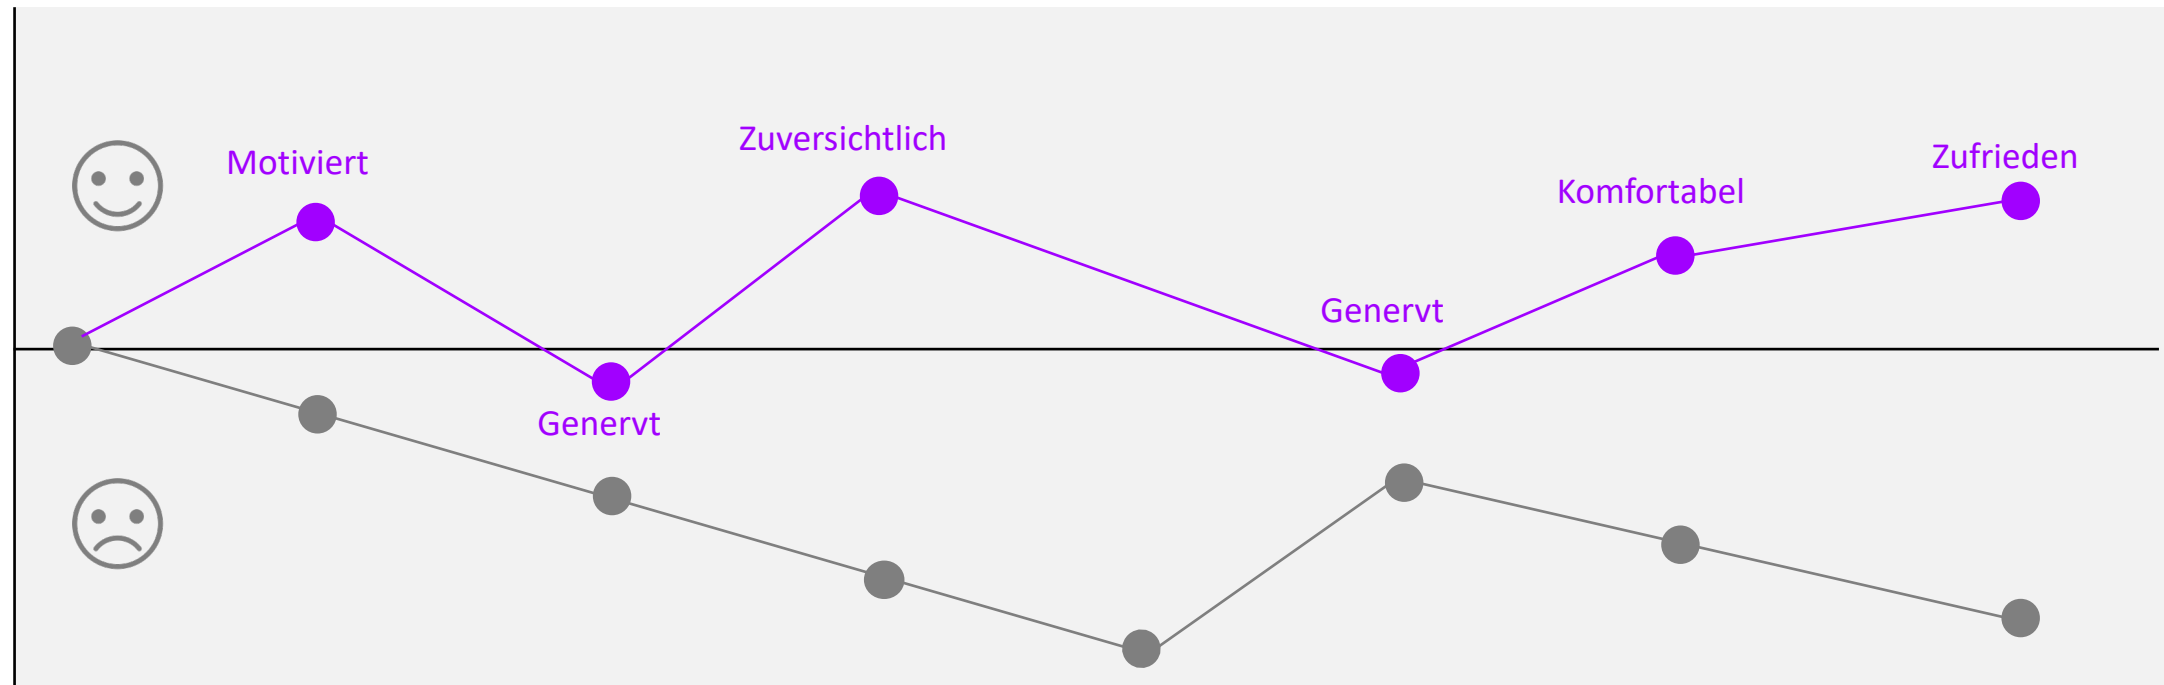 Motiviert
Genervt
Zuversichtlich
Genervt
Komfortabel
Zufrieden